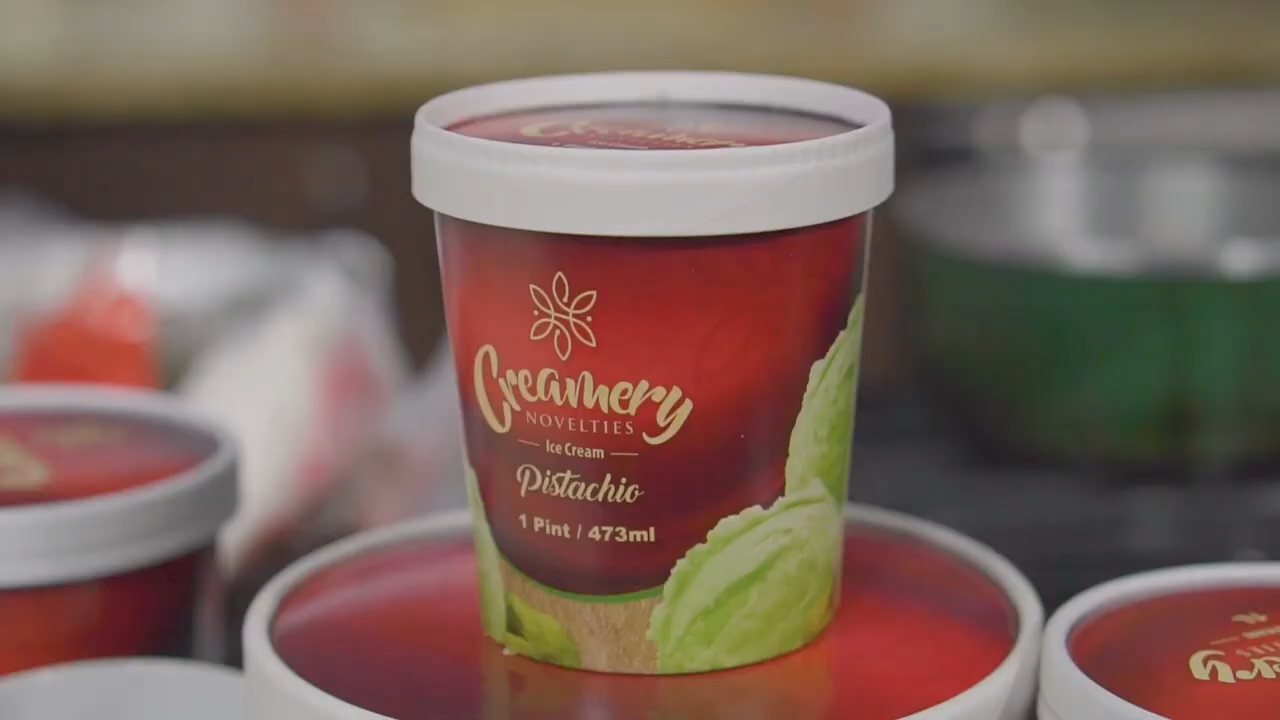 Creamery
NOVELTIES
Ice Cream
Pistachio
1 Pint / 473ml